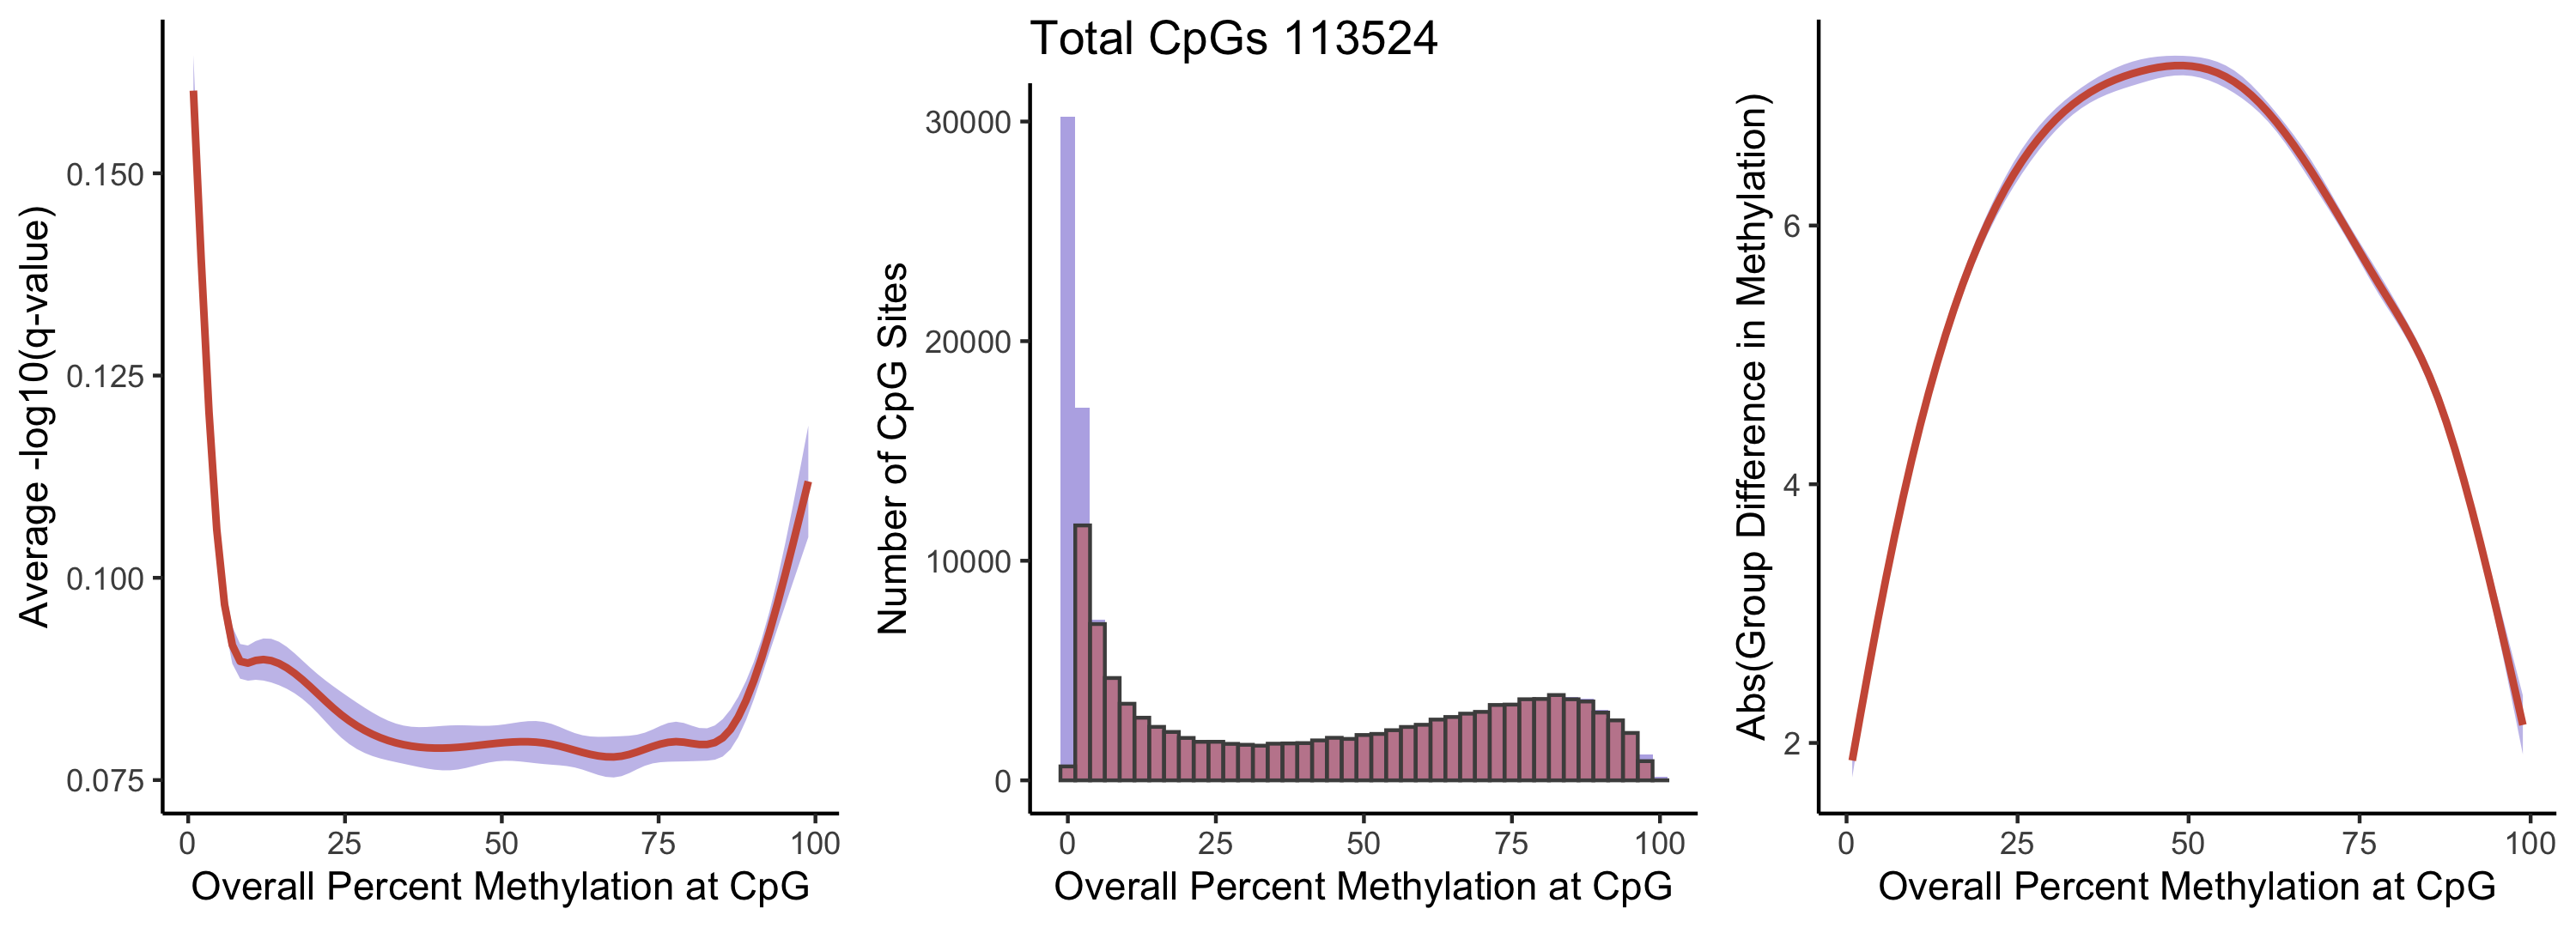 Average -log10(q-value)
0.150
0.125
0.100
0.075
0 25 50 75 100
Overall Percent Methylation at CpG
Total CpGs 113524
Number of CpG Sites
30000
20000
10000
0
0 25 50 75 100
Overall Percent Methylation at CpG
Abs(Group Difference in Methylation)
6
4
2
0 25 50 75 100
Overall Percent Methylation at CpG